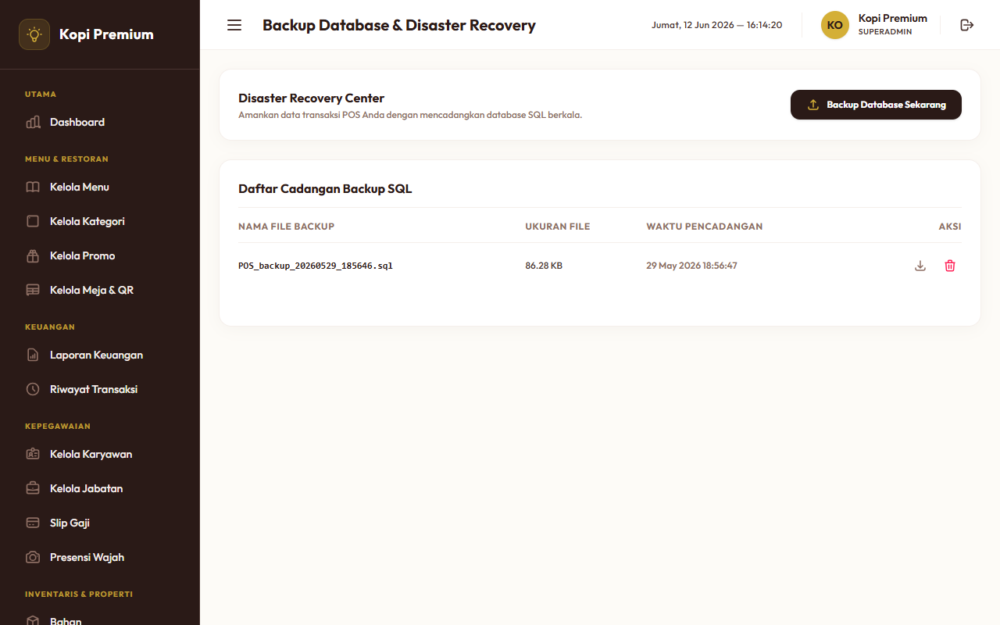 Kopi Premium
UTAMA
Dashboard
MENU & RESTORAN
Kelola Menu
Kelola Kategori
Kelola Promo
Kelola Meja & QR
KEUANGAN
Laporan Keuangan
Riwayat Transaksi
KEPEGAWAIAN
Kelola Karyawan
Kelola Jabatan
Slip Gaji
Presensi Wajah
INVENTARIS & PROPERTI
Bahan
Backup Database & Disaster Recovery
Jumat, 12 Jun 2026 — 16:14:20
KO
Kopi Premium
SUPERADMIN
Disaster Recovery Center
Amankan data transaksi POS Anda dengan mencadangkan database SQL berkala.
Backup Database Sekarang
Daftar Cadangan Backup SQL
NAMA FILE BACKUP UKURAN FILE WAKTU PENCADANGAN AKSI
POS_backup_20260529_185646.sql 86.28 KB 29 May 2026 18:56:47